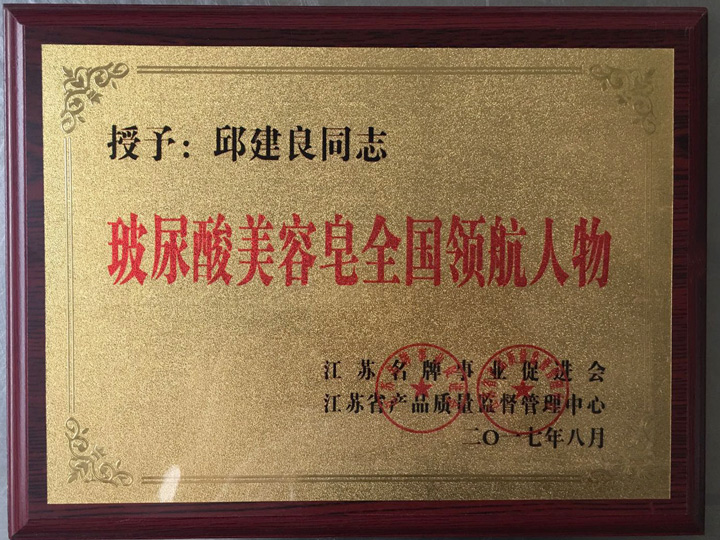 授予：邱建良同志
玻尿酸美容皂全国领航人物
江苏名牌事业促进会
江苏省产品质量监督管理中心
二〇一七年八月